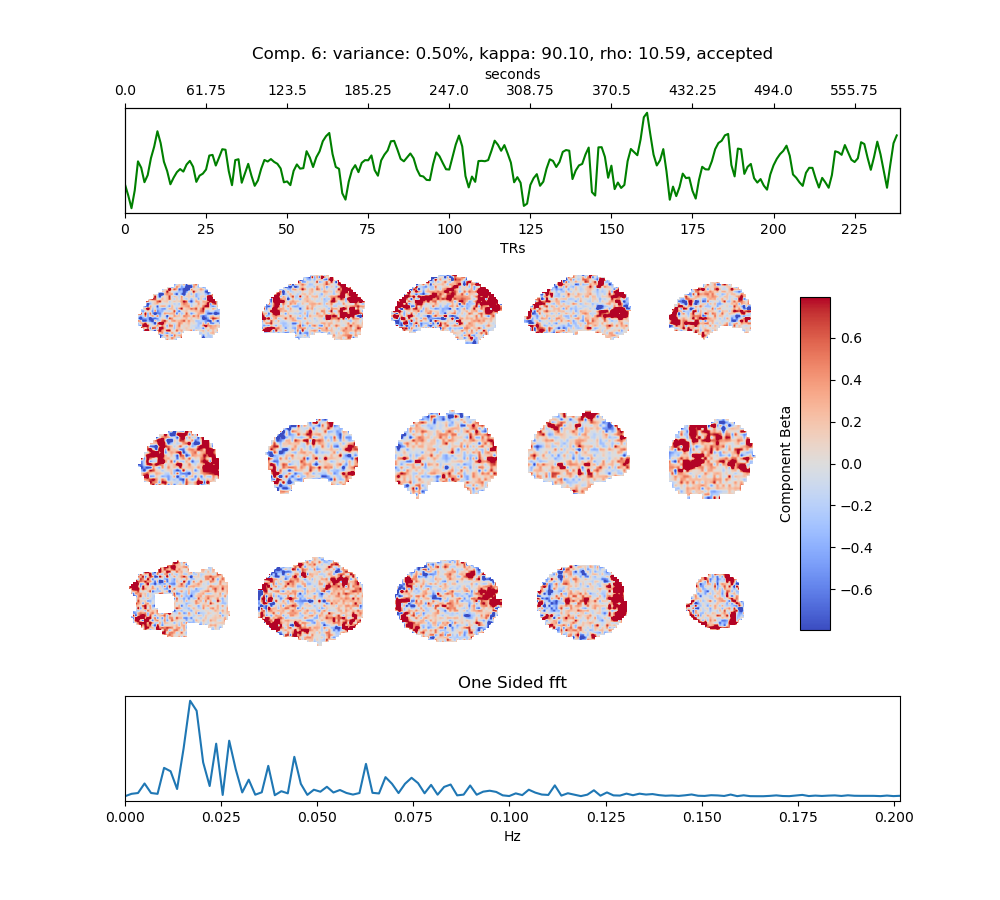 Comp. 6: variance: 0.50%, kappa: 90.10, rho: 10.59, accepted
seconds
0.0 61.75 123.5 185.25 247.0 308.75 370.5 432.25 494.0 555.75
0 25 50 75 100 125 150 175 200 225
TRs
0.6
0.4
0.2
0.0
−0.2
−0.4
−0.6
Component Beta
One Sided fft
0.000 0.025 0.050 0.075 0.100 0.125 0.150 0.175 0.200
Hz